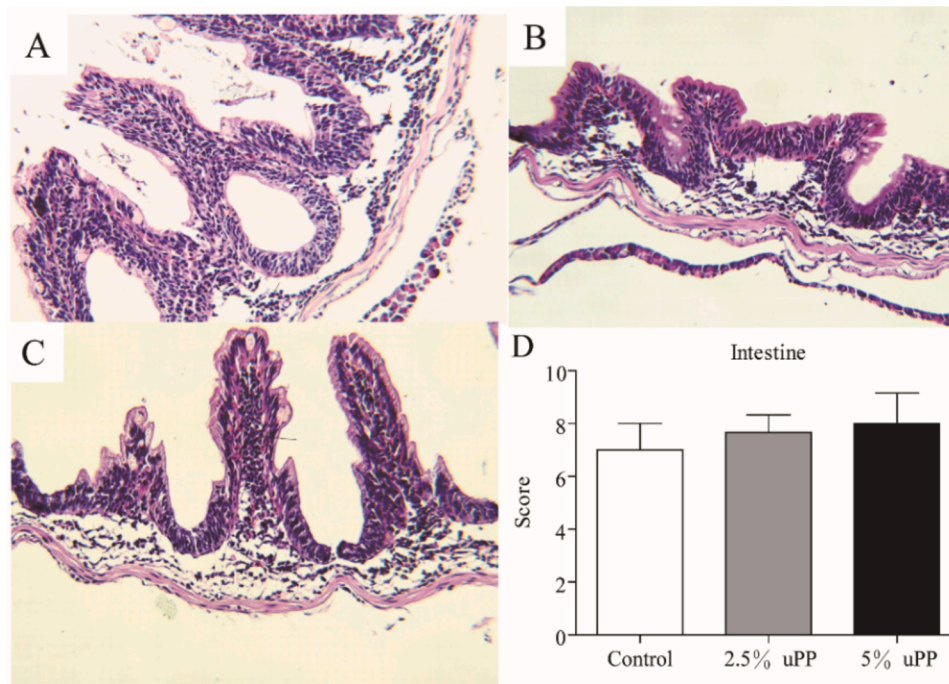 A
B
C
D
Intestine
Score
10
8
6
4
2
0
Control
2.5% uPP
5% uPP